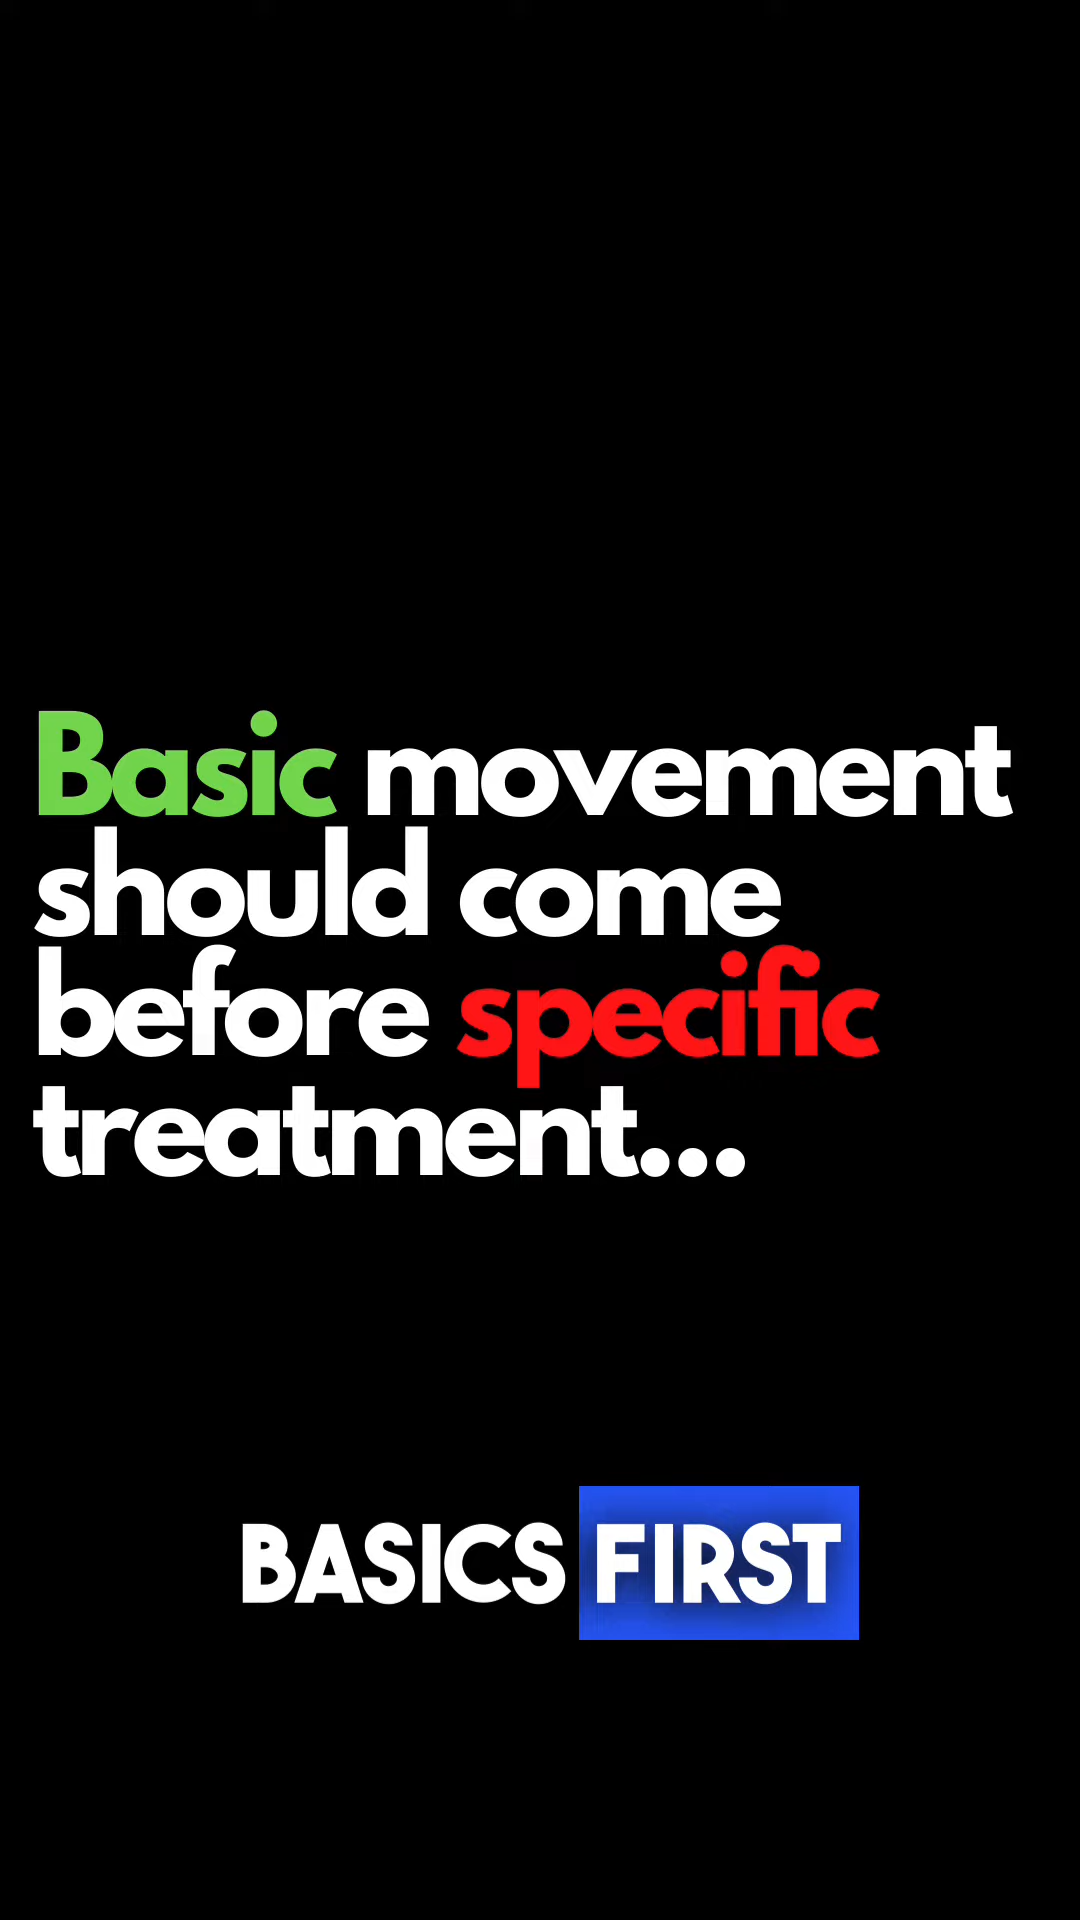 Basic movement
should come
before specific
treatment...
BASICS FIRST